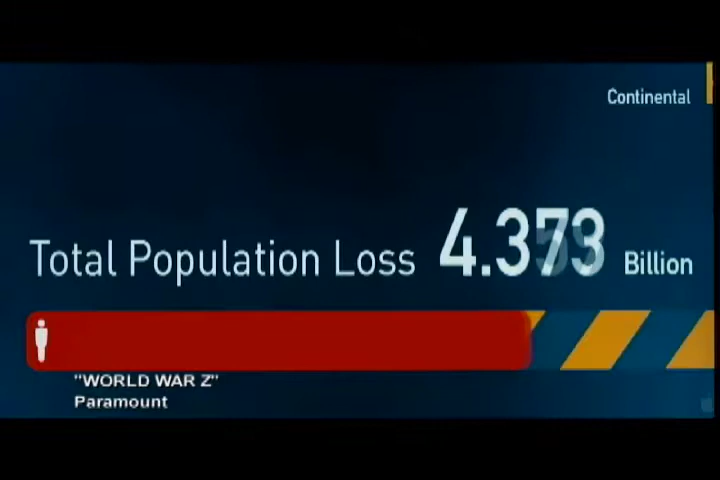 Continental
Total Population Loss 4.373 Billion
"WORLD WAR Z"
Paramount